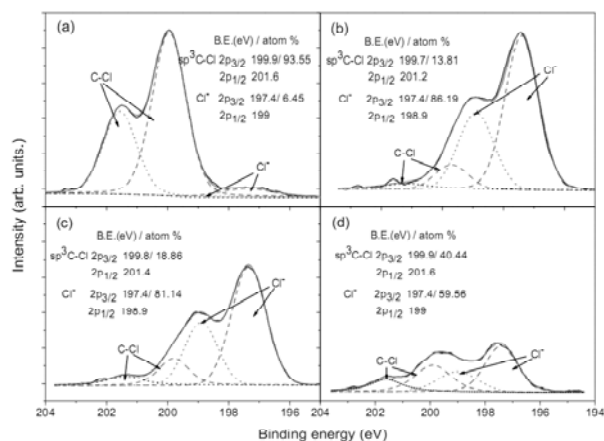 (a)
B.E.(eV) / atom %
sp³C-Cl 2p3/2 199.9/ 93.55
2p1/2 201.6
Cl⁻ 2p3/2 197.4/ 6.45
2p1/2 199
C-Cl
Cl⁻
(b)
B.E.(eV) / atom %
sp³C-Cl 2p3/2 199.7/ 13.81
2p1/2 201.2
Cl⁻ 2p3/2 197.4/ 86.19
2p1/2 198.9
Cl⁻
C-Cl
(c)
B.E.(eV) / atom %
sp³C-Cl 2p3/2 199.8/ 18.86
2p1/2 201.4
Cl⁻ 2p3/2 197.4/ 81.14
2p1/2 198.9
Cl⁻
C-Cl
(d)
B.E.(eV) / atom %
sp³C-Cl 2p3/2 199.9/ 40.44
2p1/2 201.6
Cl⁻ 2p3/2 197.4/ 59.56
2p1/2 199
C-Cl
Cl⁻
Intensity (art. units.)
204 202 200 198 196 204 202 200 198 196 194
Binding energy (eV)